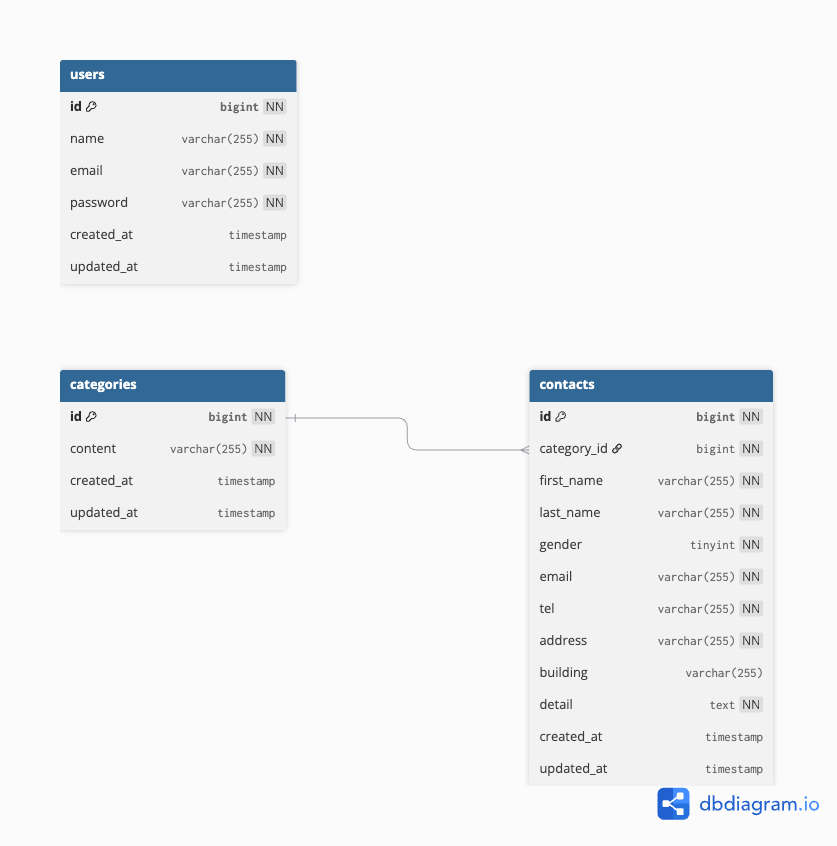 users
id bigint NN
name varchar(255) NN
email varchar(255) NN
password varchar(255) NN
created_at timestamp
updated_at timestamp
categories
id bigint NN
content varchar(255) NN
created_at timestamp
updated_at timestamp
contacts
id bigint NN
category_id bigint NN
first_name varchar(255) NN
last_name varchar(255) NN
gender tinyint NN
email varchar(255) NN
tel varchar(255) NN
address varchar(255) NN
building varchar(255)
detail text NN
created_at timestamp
updated_at timestamp
dbdiagram.io